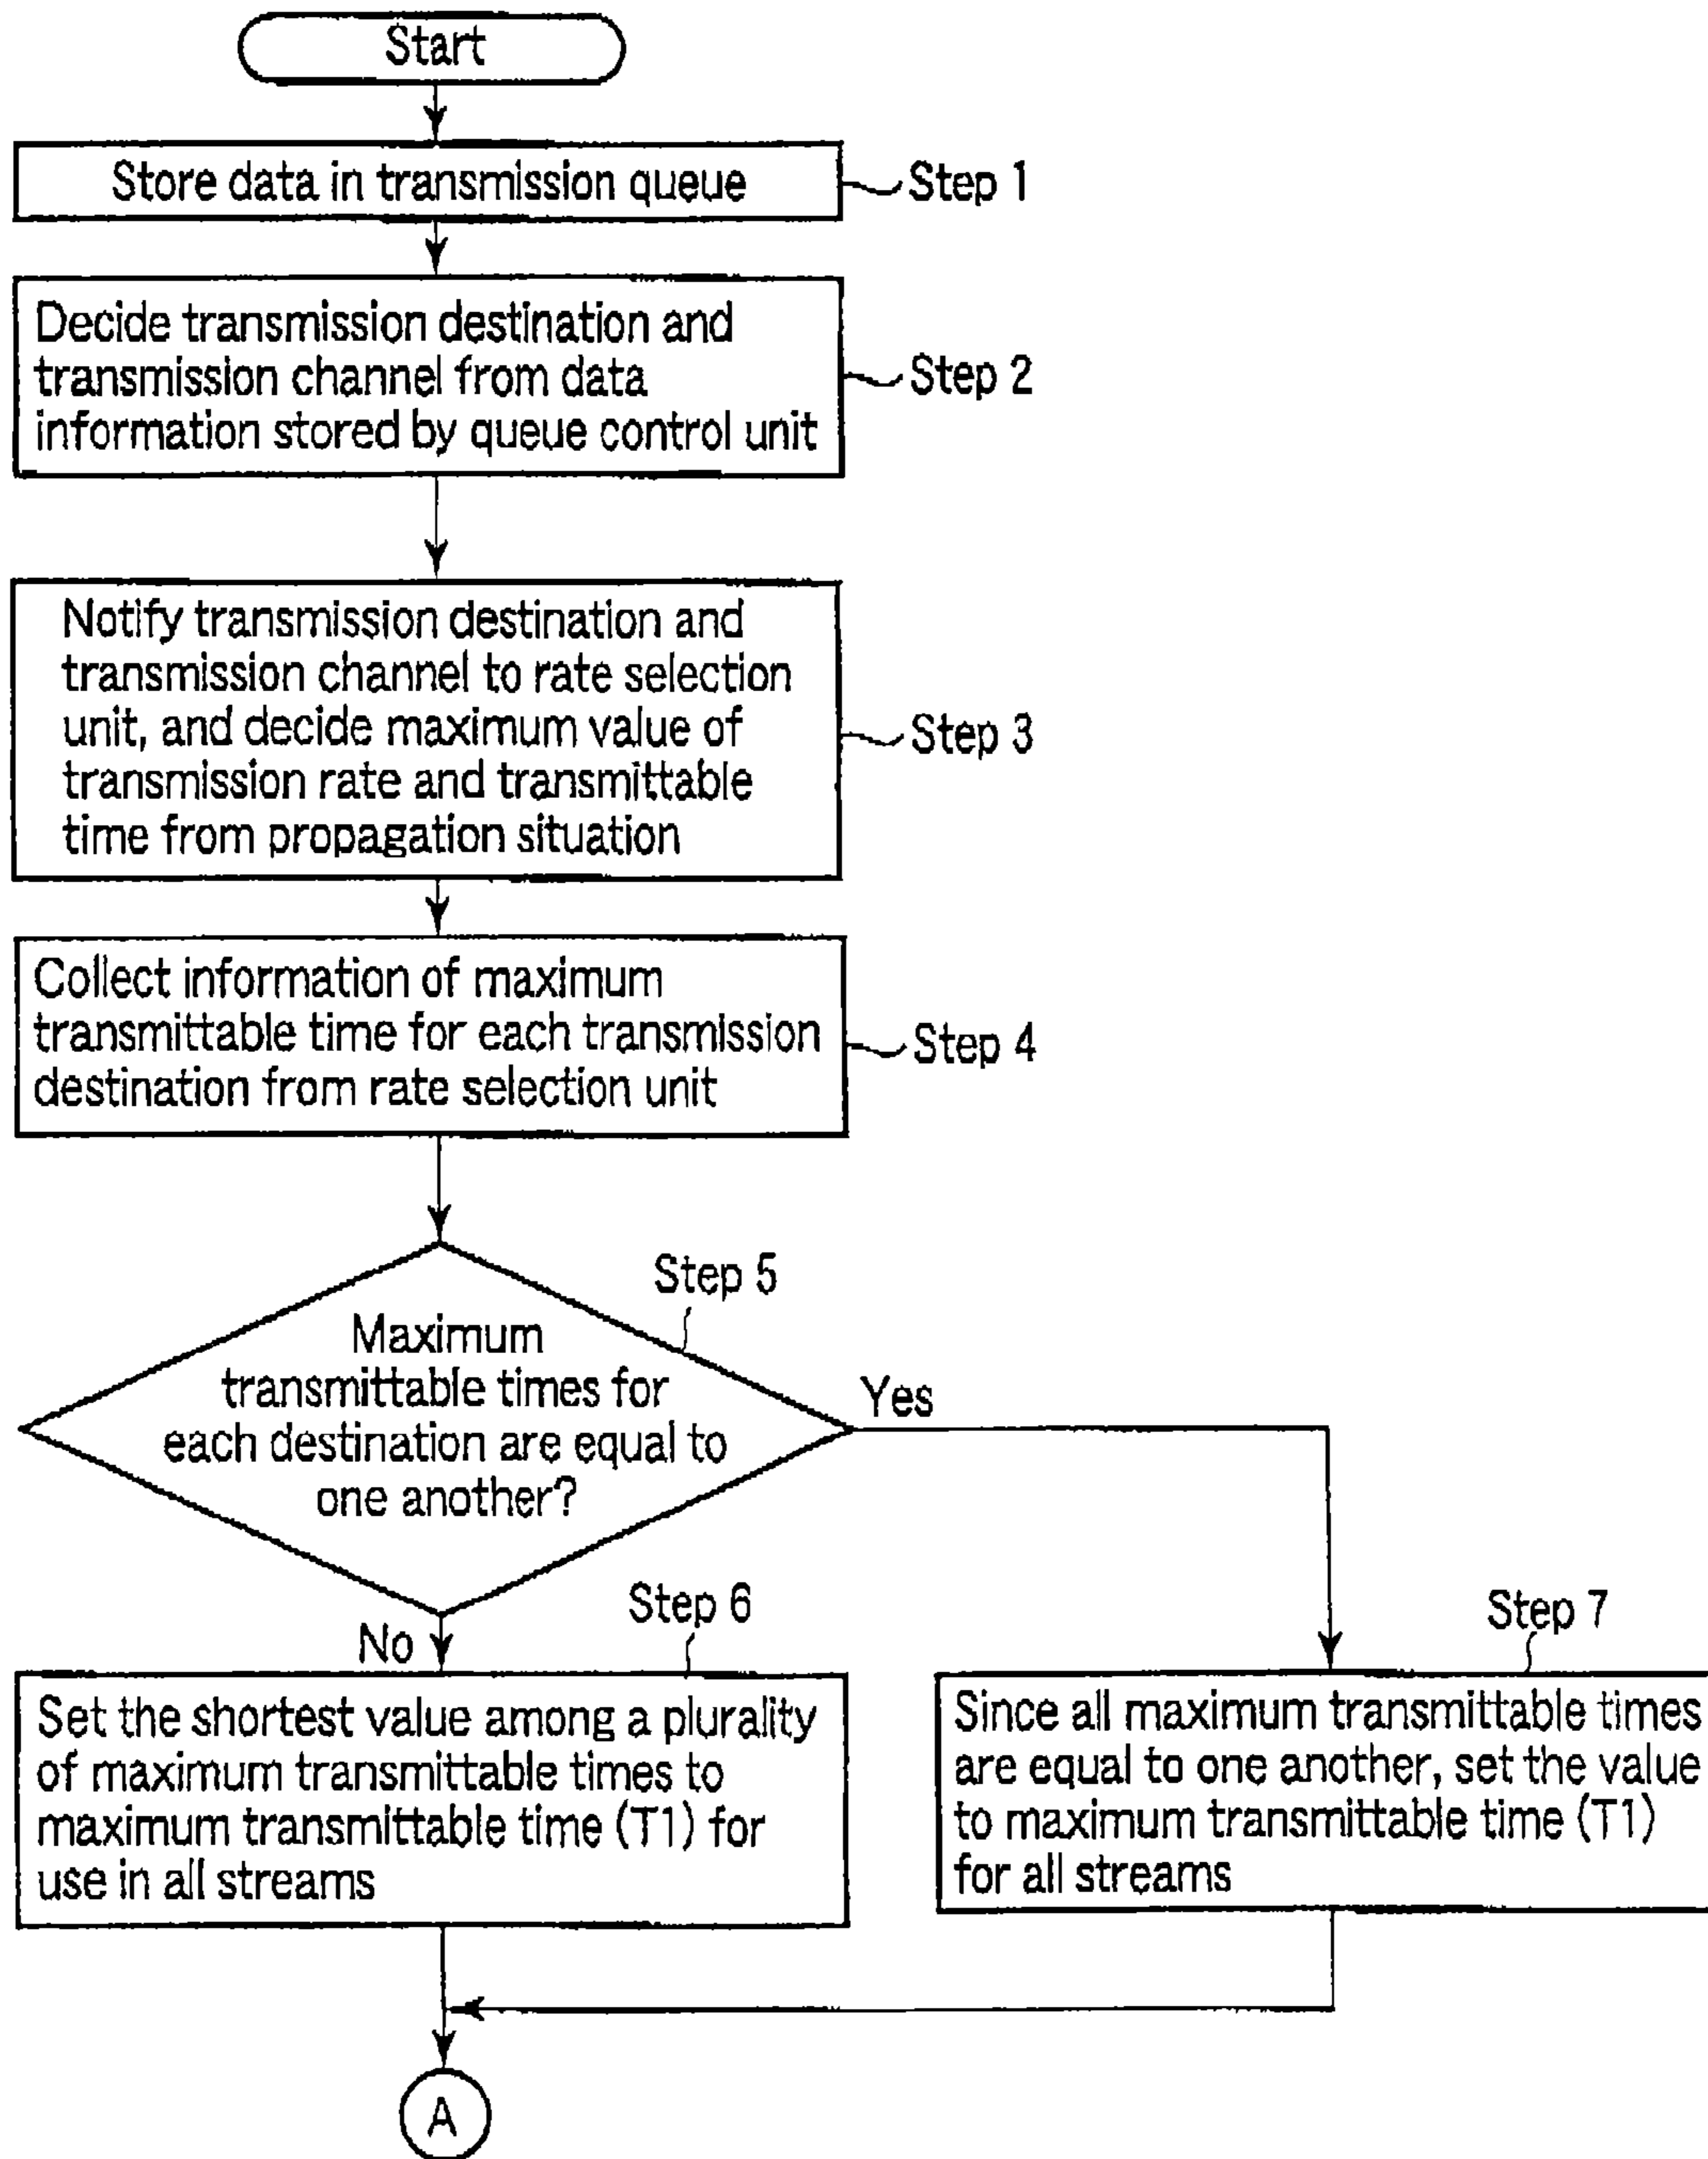 Start
Store data in transmission queue
Step 1
Decide transmission destination and
transmission channel from data
information stored by queue control unit
Step 2
Notify transmission destination and
transmission channel to rate selection
unit, and decide maximum value of
transmission rate and transmittable
time from propagation situation
Step 3
Collect information of maximum
transmittable time for each transmission
destination from rate selection unit
Step 4
Step 5
Maximum
transmittable times for
each destination are equal to
one another?
Yes
No
Step 6
Set the shortest value among a plurality
of maximum transmittable times to
maximum transmittable time (T1) for
use in all streams
Step 7
Since all maximum transmittable times
are equal to one another, set the value
to maximum transmittable time (T1)
for all streams
A